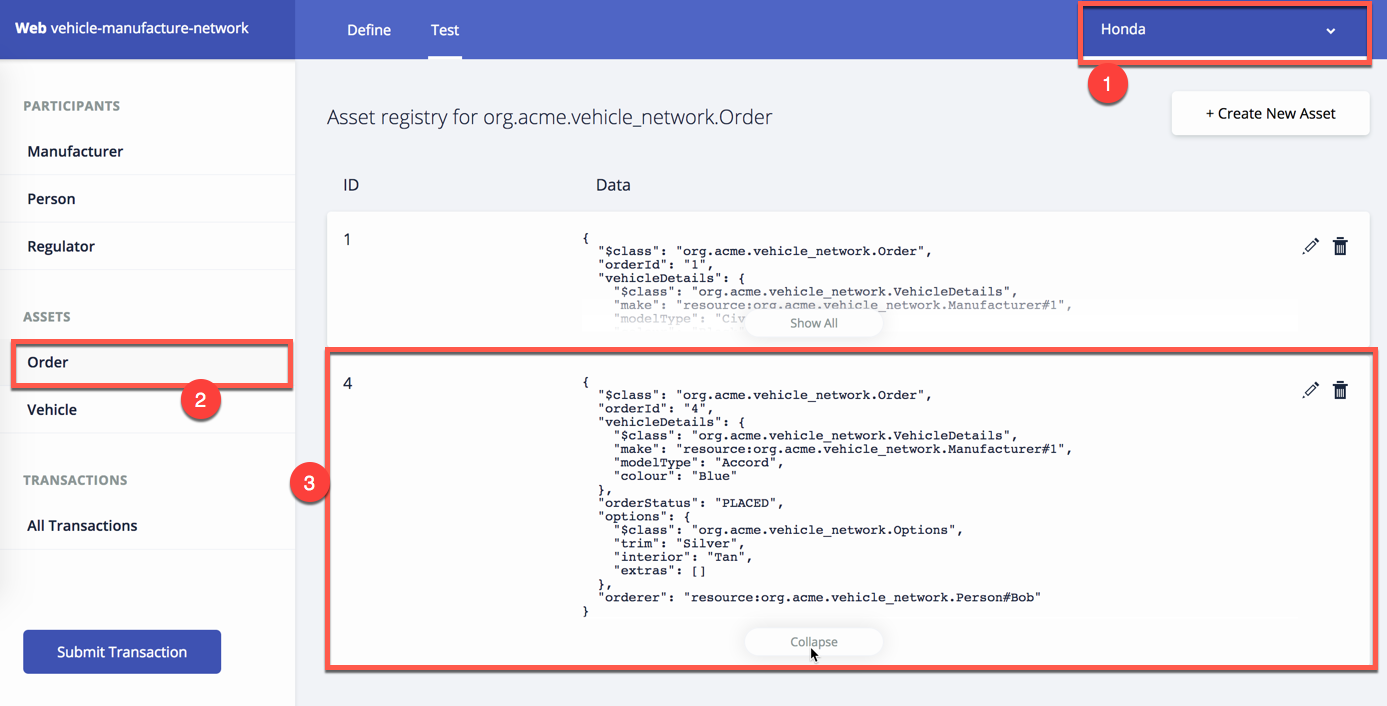 Web vehicle-manufacture-network
Define
Test
Honda
1
PARTICIPANTS
Manufacturer
Person
Regulator
ASSETS
Order
2
Vehicle
TRANSACTIONS
All Transactions
Submit Transaction
Asset registry for org.acme.vehicle_network.Order
+ Create New Asset
ID
Data
1
{
"$class": "org.acme.vehicle_network.Order",
"orderId": "1",
"vehicleDetails": {
"$class": "org.acme.vehicle_network.VehicleDetails",
"make": "resource:org.acme.vehicle_network.Manufacturer#1",
"modelType": "Civ
Show All
3
4
{
"$class": "org.acme.vehicle_network.Order",
"orderId": "4",
"vehicleDetails": {
"$class": "org.acme.vehicle_network.VehicleDetails",
"make": "resource:org.acme.vehicle_network.Manufacturer#1",
"modelType": "Accord",
"colour": "Blue"
},
"orderStatus": "PLACED",
"options": {
"$class": "org.acme.vehicle_network.Options",
"trim": "Silver",
"interior": "Tan",
"extras": []
},
"orderer": "resource:org.acme.vehicle_network.Person#Bob"
}
Collapse